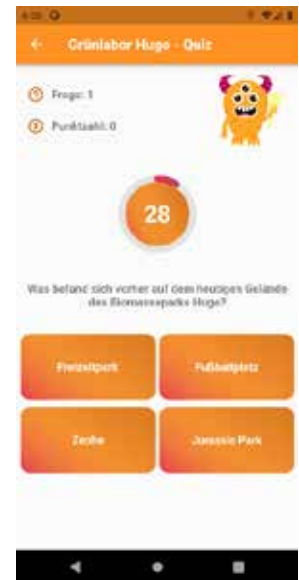 Grünlabor Hugo - Quiz
Frage: 1
Punktzahl: 0
28
Was befand sich vorher auf dem heutigen Gelände
des Biomasseparks Hugo?
Freizeitpark
Fußballplatz
Zeche
Jurassic Park